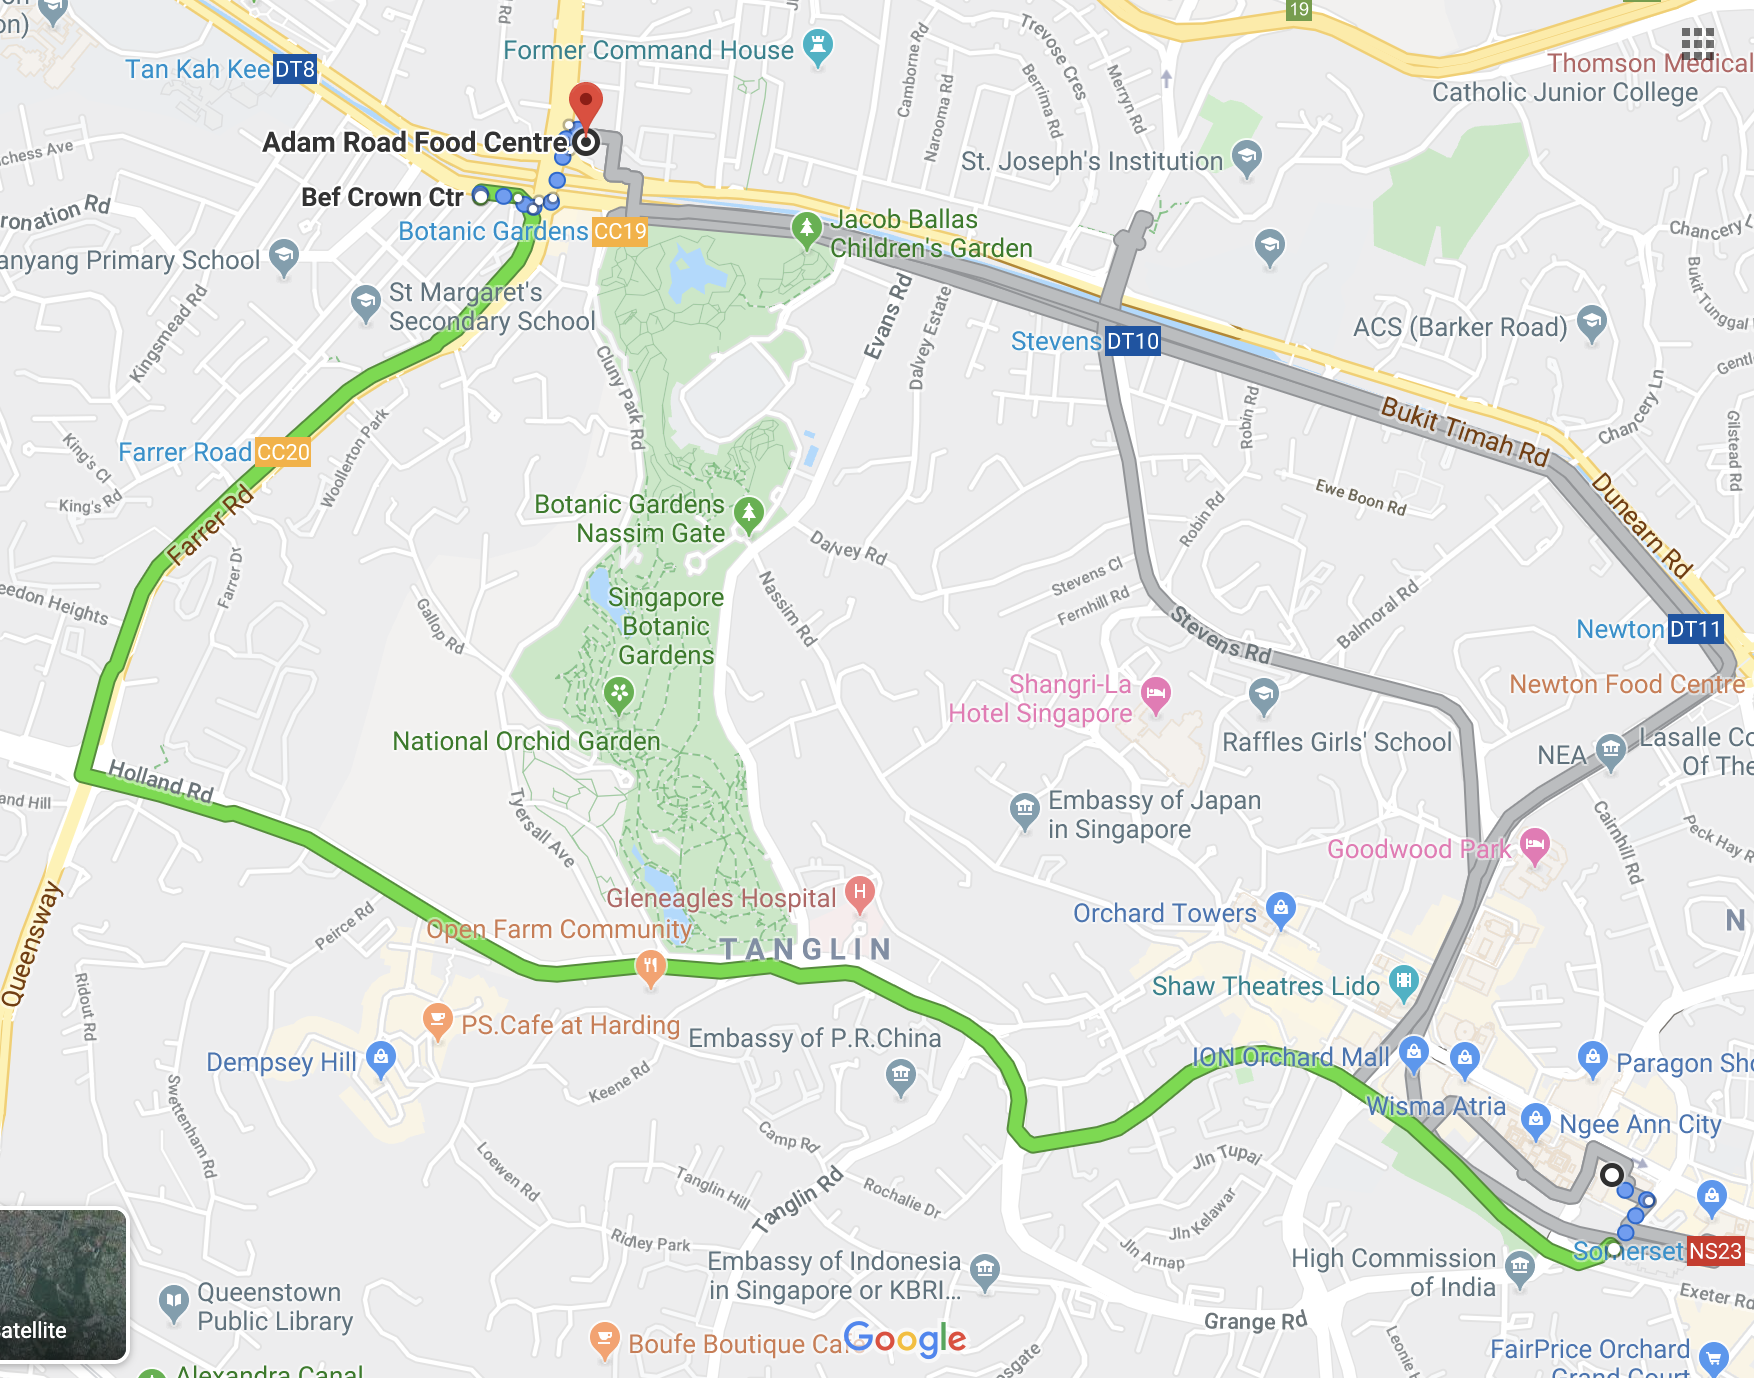 19
Thomson Medical
Catholic Junior College
Former Command House
Tan Kah Kee DT8
Camborne Rd
Narooma Rd
Trevose Cres
Berrima Rd
Merryn Rd
Adam Road Food Centre
Bef Crown Ctr
St. Joseph's Institution
Botanic Gardens CC19
Jacob Ballas
Children's Garden
anyang Primary School
St Margaret's
Secondary School
Kingsmead Rd
Cluny Park Rd
Evans Rd
Dalvey Estate
Stevens DT10
ACS (Barker Road)
Chancery L
Bukit Tunggal
Gentl
Chancery Ln
Gilstead Rd
Bukit Timah Rd
Robin Rd
Ewe Boon Rd
Dunearn Rd
Farrer Road CC20
Woollerton Park
King's Cl
King's Rd
Farrer Rd
Farrer Dr
Botanic Gardens
Nassim Gate
Dalvey Rd
Robin Rd
Stevens Cl
Fernhill Rd
Nassim Rd
Singapore
Botanic
Gardens
Gallop Rd
eedon Heights
Stevens Rd
Balmoral Rd
Newton DT11
Newton Food Centre
Shangri-La
Hotel Singapore
Raffles Girls' School
NEA
Lasalle Co
Of The
National Orchid Garden
Holland Rd
and Hill
Tyersall Ave
Embassy of Japan
in Singapore
Goodwood Park
Cairnhill Rd
Peck Hay R
Gleneagles Hospital
Orchard Towers
Open Farm Community
TANGLIN
Peirce Rd
Queensway
Ridout Rd
Shaw Theatres Lido
N
PS.Cafe at Harding
Embassy of P.R.China
Dempsey Hill
Keene Rd
ION Orchard Mall
Paragon Sho
Wisma Atria
Ngee Ann City
Swettenham Rd
Loewen Rd
Camp Rd
Tanglin Hill
Tanglin Rd
Rochalie Dr
Jln Tupai
Jln Kelawar
Jln Arnap
Ridley Park
Somerset NS23
High Commission
of India
Embassy of Indonesia
in Singapore or KBRI...
Exeter Rd
Grange Rd
Queenstown
Public Library
atellite
Boufe Boutique Caf
Google
Leonie H
FairPrice Orchard
Grand Court
Alexandra Canal